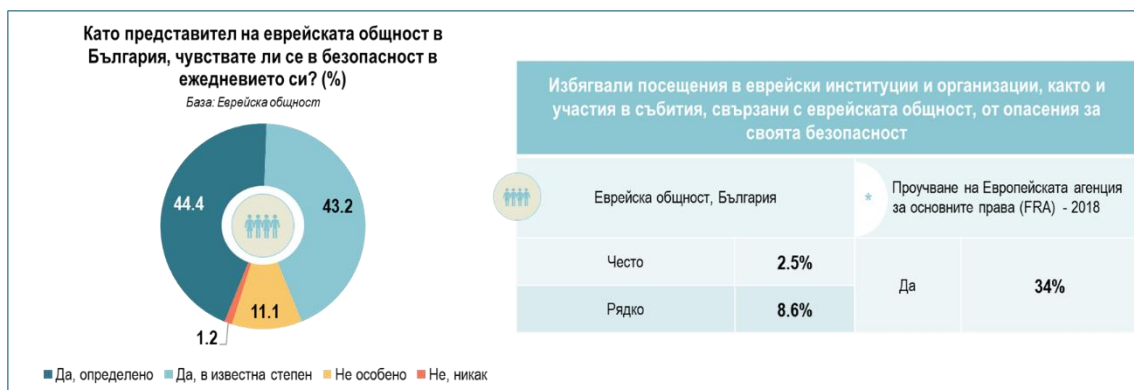 Като представител на еврейската общност в
България, чувствате ли се в безопасност в
ежедневието си? (%)
База: Еврейска общност
44.4
43.2
11.1
1.2
Да, определено
Да, в известна степен
Не особено
Не, никак
Избягвали посещения в еврейски институции и организации, както и
участия в събития, свързани с еврейската общност, от опасения за
своята безопасност
Еврейска общност, България
*
Проучване на Европейската агенция
за основните права (FRA) - 2018
Често
2.5%
Рядко
8.6%
Да
34%